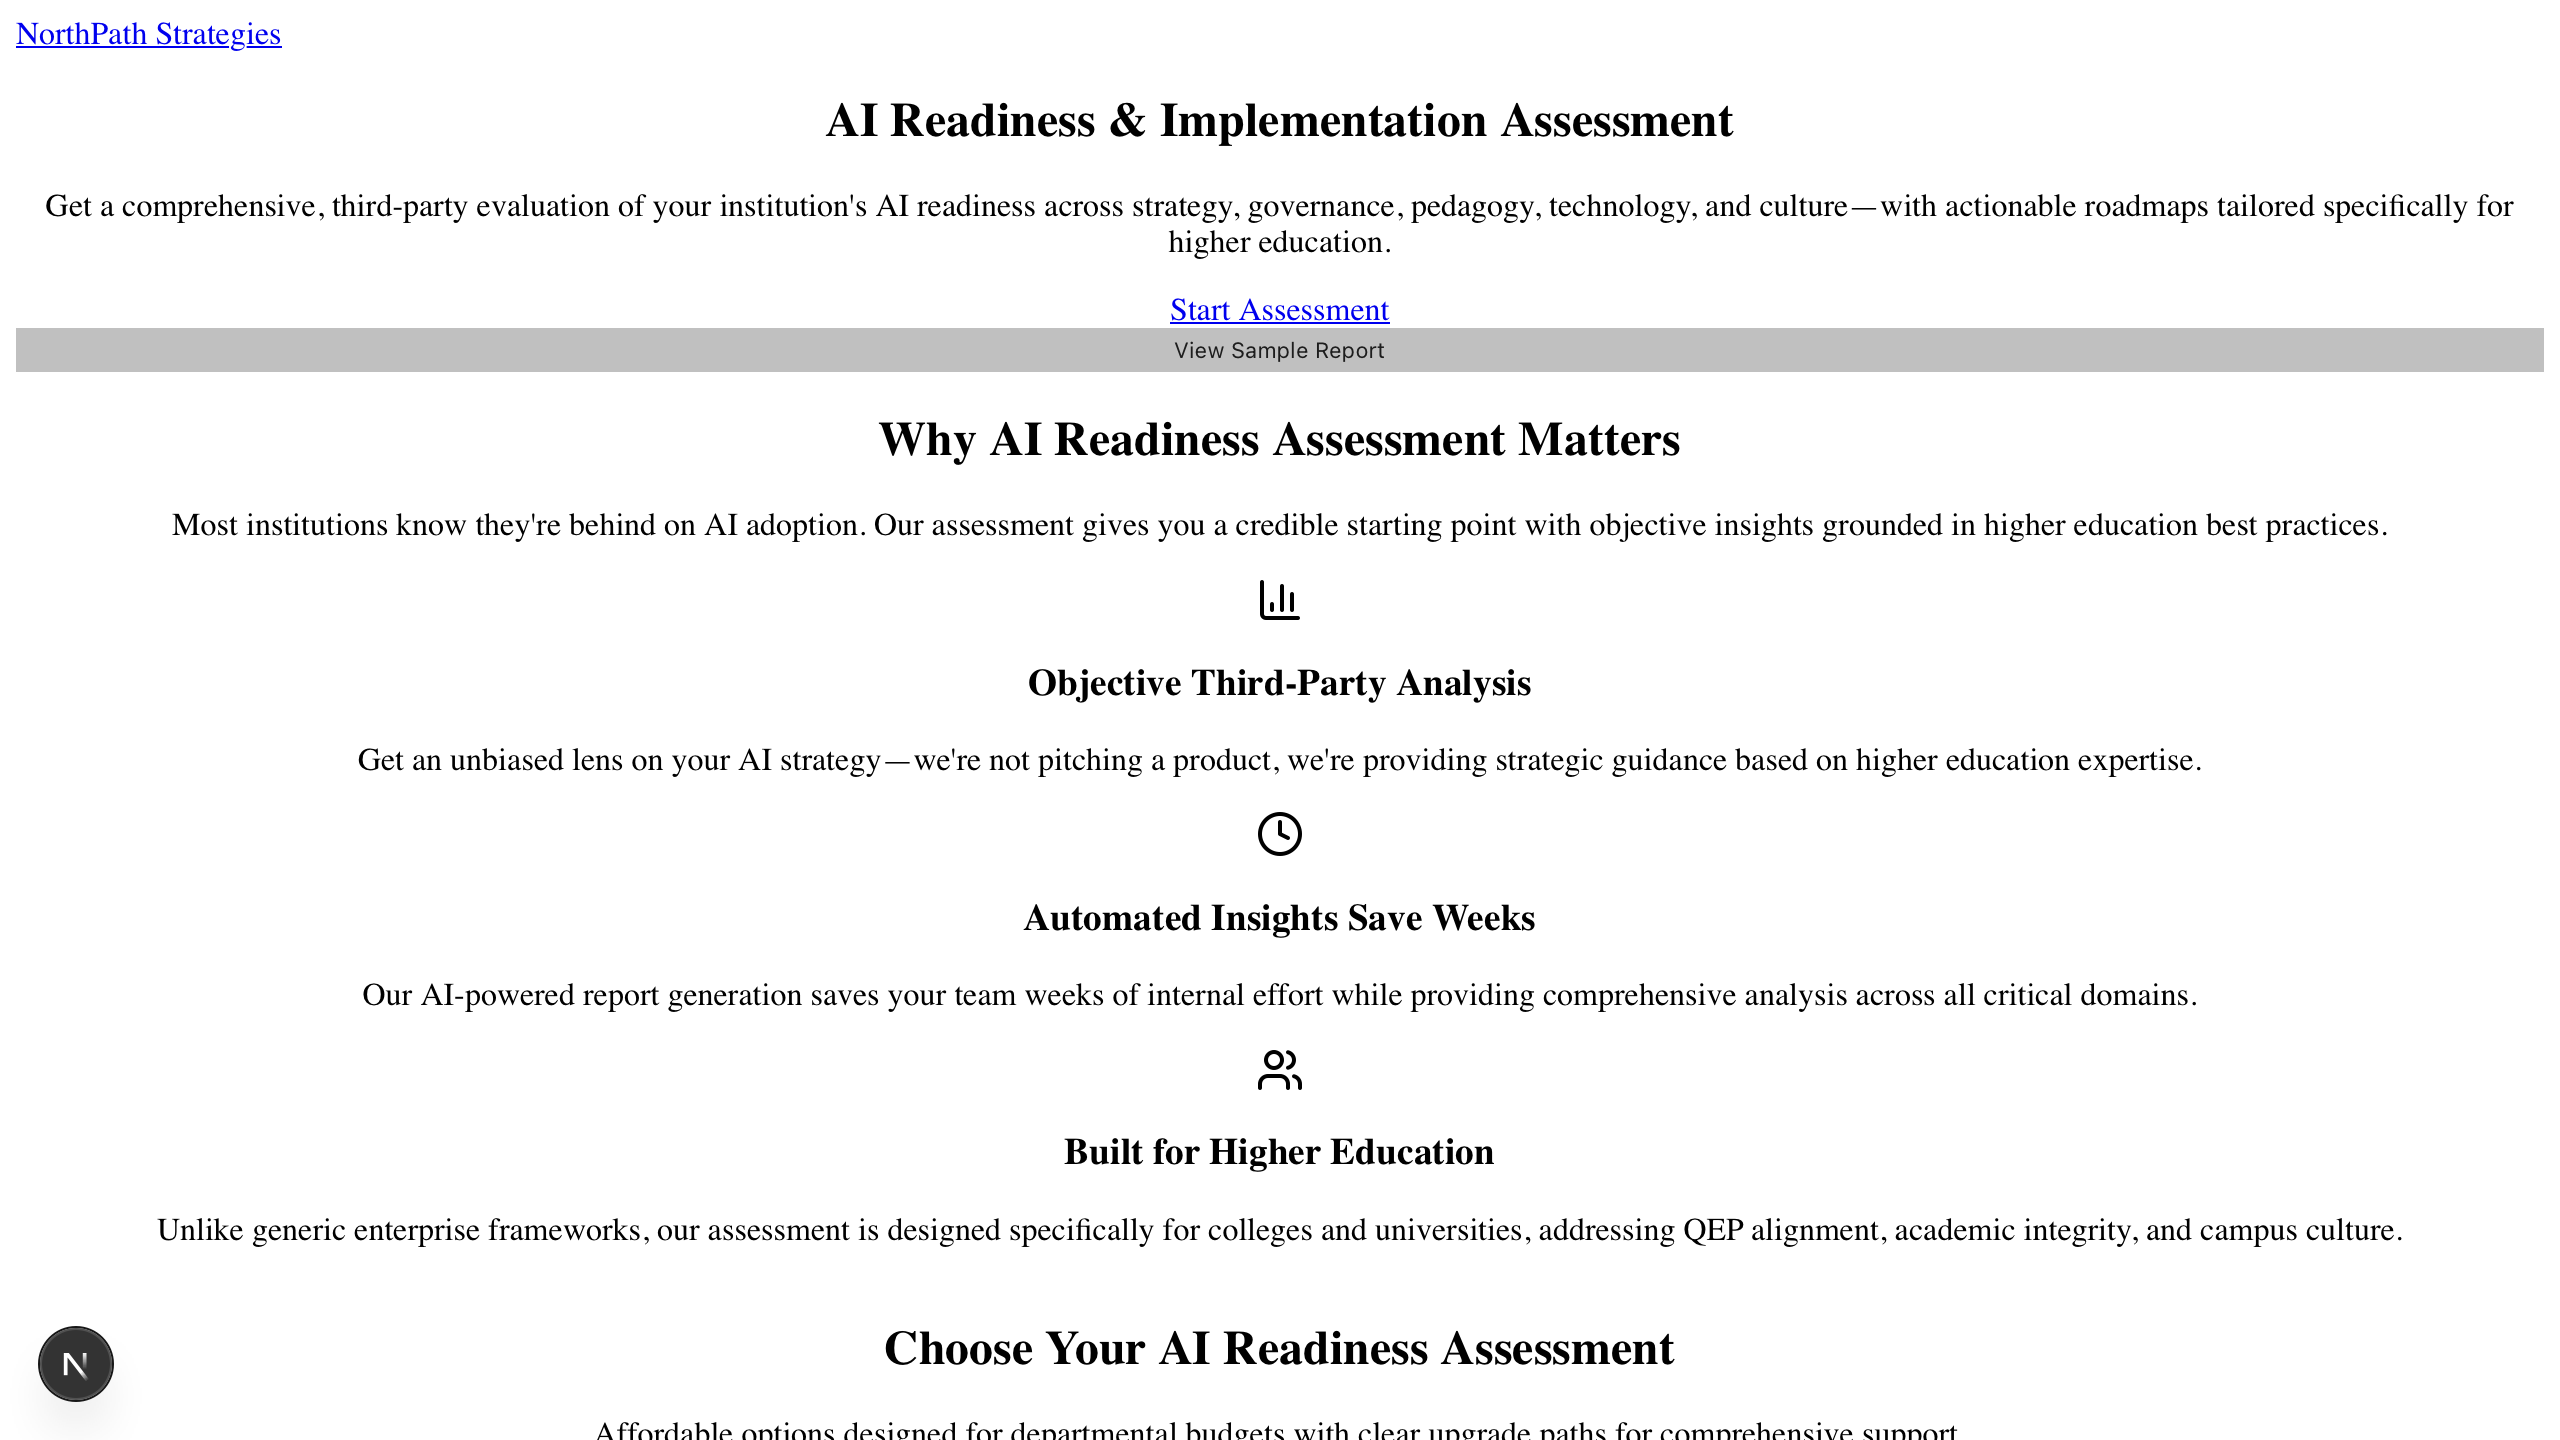 NorthPath Strategies
AI Readiness & Implementation Assessment
Get a comprehensive, third-party evaluation of your institution's AI readiness across strategy, governance, pedagogy, technology, and culture—with actionable roadmaps tailored specifically for
higher education.
Start Assessment
View Sample Report
Why AI Readiness Assessment Matters
Most institutions know they're behind on AI adoption. Our assessment gives you a credible starting point with objective insights grounded in higher education best practices.
Objective Third-Party Analysis
Get an unbiased lens on your AI strategy—we're not pitching a product, we're providing strategic guidance based on higher education expertise.
Automated Insights Save Weeks
Our AI-powered report generation saves your team weeks of internal effort while providing comprehensive analysis across all critical domains.
Built for Higher Education
Unlike generic enterprise frameworks, our assessment is designed specifically for colleges and universities, addressing QEP alignment, academic integrity, and campus culture.
Choose Your AI Readiness Assessment
N
Affordable options designed for departmental budgets with clear upgrade paths for comprehensive support